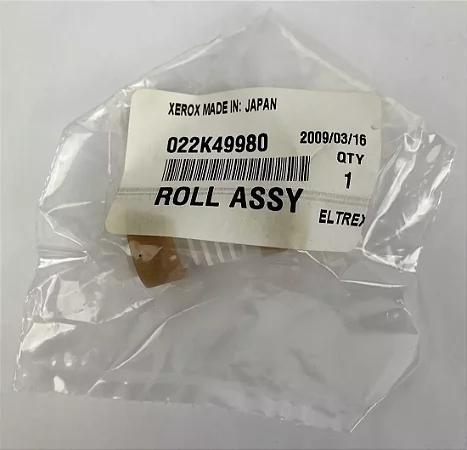 XEROX MADE IN: JAPAN
022K49980 2009/03/16
QTY
1
ROLL ASSY ELTREX